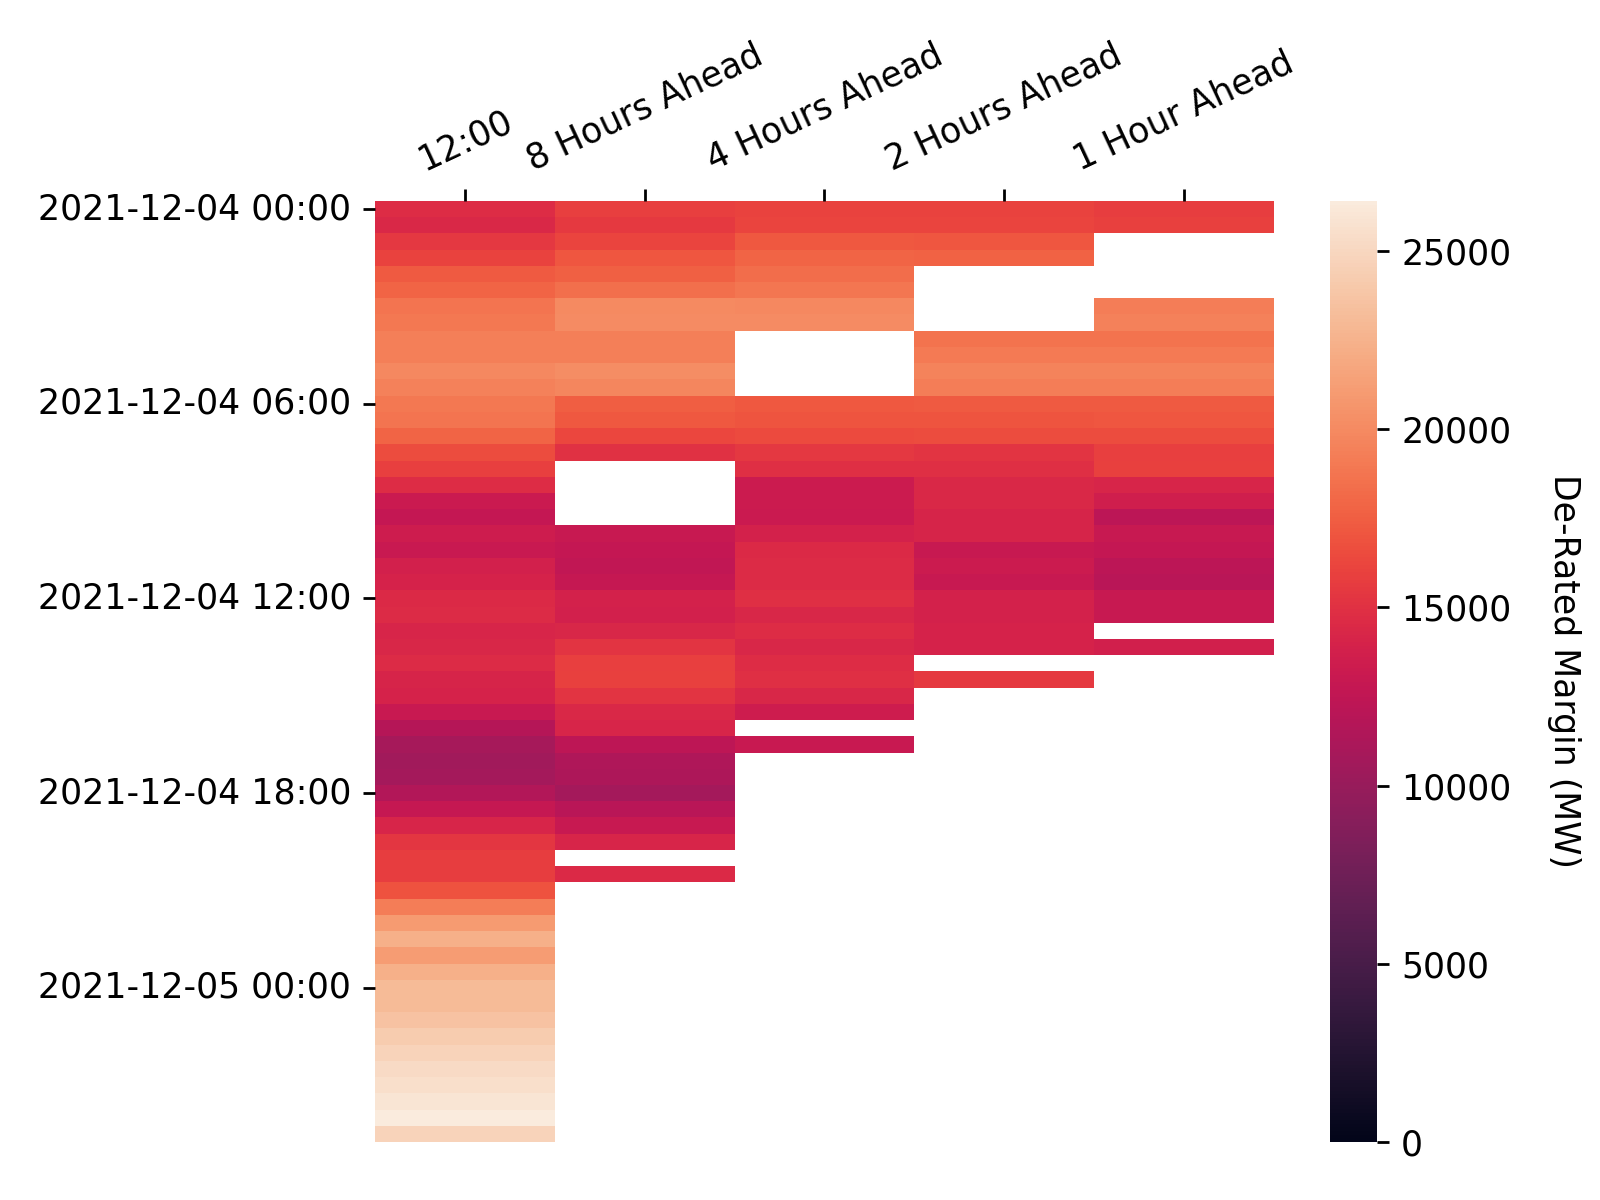 12:00
8 Hours Ahead
4 Hours Ahead
2 Hours Ahead
1 Hour Ahead
2021-12-04 00:00
2021-12-04 06:00
2021-12-04 12:00
2021-12-04 18:00
2021-12-05 00:00
25000
20000
15000
10000
5000
0
De-Rated Margin (MW)